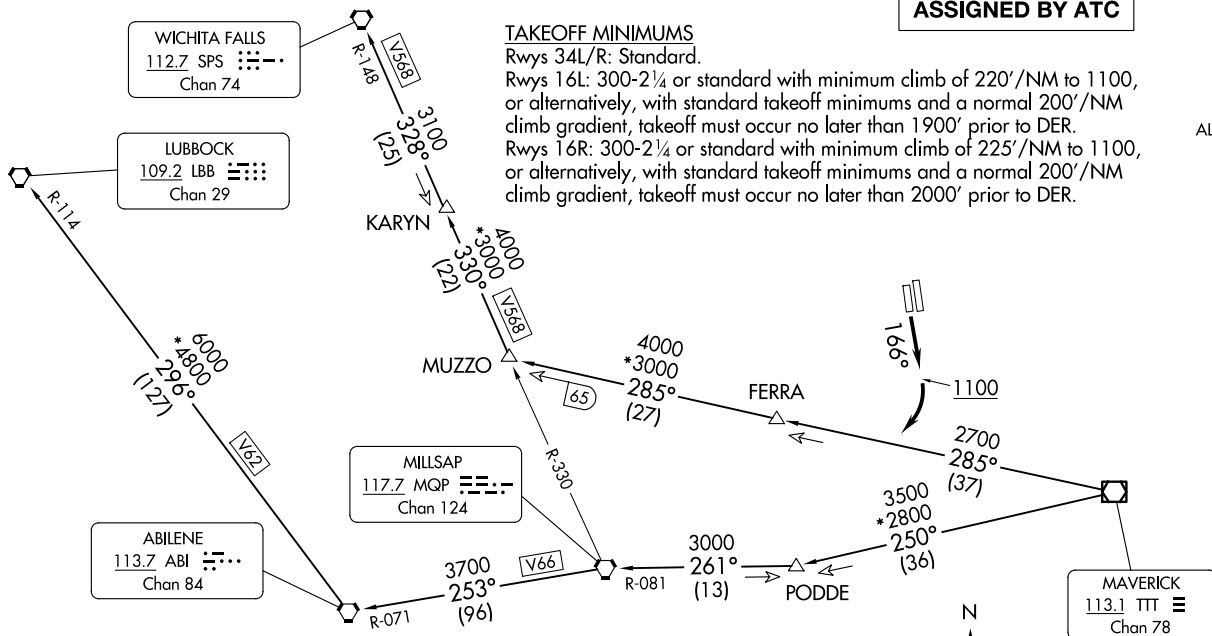 ASSIGNED BY ATC
TAKEOFF MINIMUMS
Rwys 34L/R: Standard.
Rwys 16L: 300-2¼ or standard with minimum climb of 220'/NM to 1100,
or alternatively, with standard takeoff minimums and a normal 200'/NM
climb gradient, takeoff must occur no later than 1900' prior to DER.
Rwys 16R: 300-2¼ or standard with minimum climb of 225'/NM to 1100,
or alternatively, with standard takeoff minimums and a normal 200'/NM
climb gradient, takeoff must occur no later than 2000' prior to DER.
AL
WICHITA FALLS
112.7 SPS
Chan 74
R-148
V568
3100
328°
(25)
LUBBOCK
109.2 LBB
Chan 29
R-114
KARYN
4000
*3000
330°
(22)
V568
6000
*4800
296°
(127)
V62
MUZZO
65
4000
*3000
285°
(27)
FERRA
166°
1100
2700
285°
(37)
R-330
MILLSAP
117.7 MQP
Chan 124
3500
*2800
250°
(36)
ABILENE
113.7 ABI
Chan 84
R-071
3700
253°
(96)
V66
R-081
3000
261°
(13)
PODDE
N
MAVERICK
113.1 TTT
Chan 78